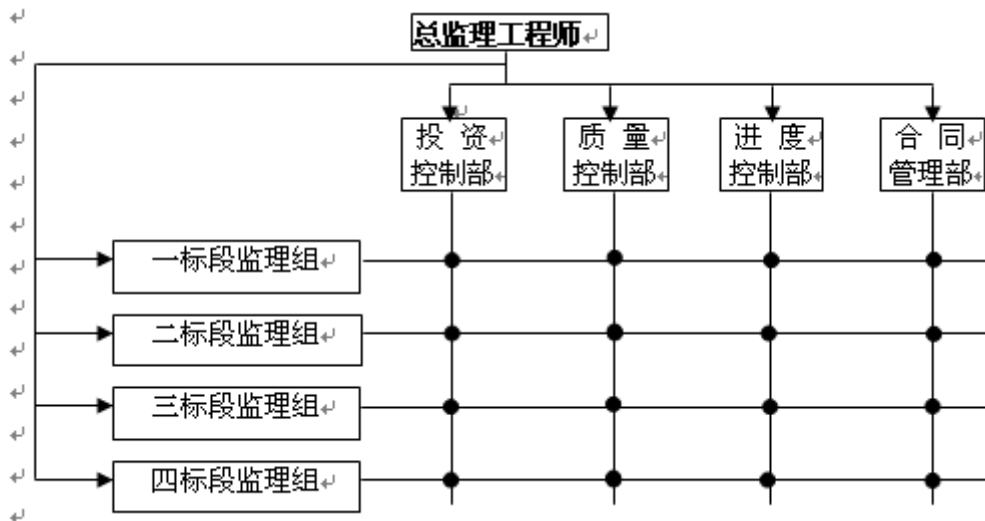 总监理工程师
投 资 质 量 进 度 合 同
控制部 控制部 控制部 管理部
一标段监理组
二标段监理组
三标段监理组
四标段监理组